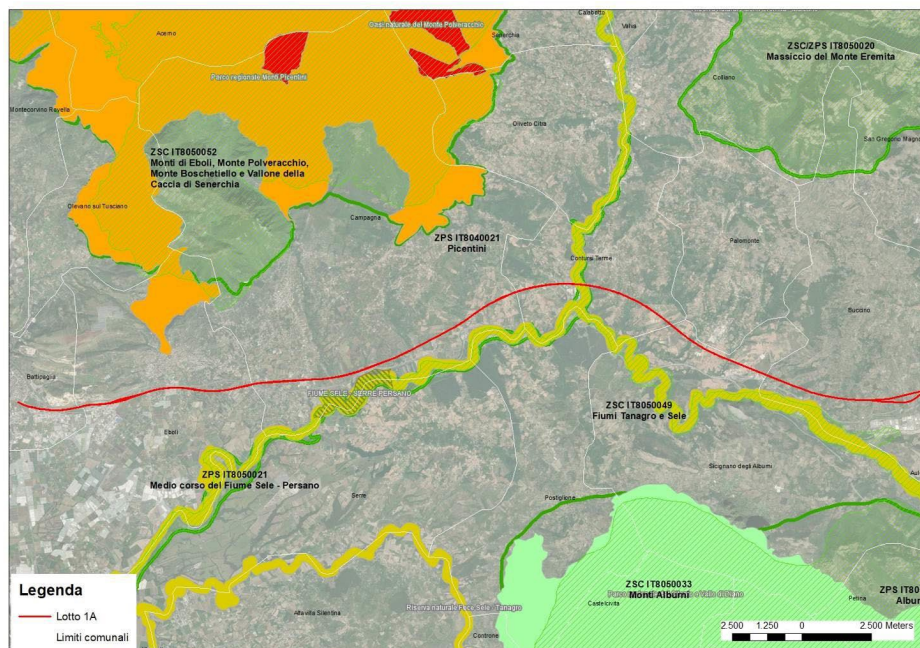 Calabritto
Valva
Oasi naturale del Monte Polveracchio
Acerno
Senerchia
ZSC/ZPS IT8050020
Massiccio del Monte Eremita
Parco regionale Monti Picentini
Colliano
Montecorvino Rovella
Oliveto Citra
San Gregorio Magno
ZSC IT8050052
Monti di Eboli, Monte Polveracchio,
Monte Boschetiello e Vallone della
Caccia di Senerchia
Olevano sul Tusciano
Campagna
ZPS IT8040021
Picentini
Palomonte
Contursi Terme
Buccino
Battipaglia
FIUME SELE - SERRE PERSANO
ZSC IT8050049
Fiumi Tanagro e Sele
Eboli
ZPS IT8050021
Medio corso del Fiume Sele - Persano
Sicignano degli Alburni
Serre
Postiglione
Legenda
Lotto 1A
Limiti comunali
ZSC IT8050033
Monti Alburni
ZPS IT80
Albur
Petina
Riserva naturale Foce Sele - Tanagro
Castelcivita
Altavilla Silentina
Controne
2.500 1.250 0 2.500 Meters